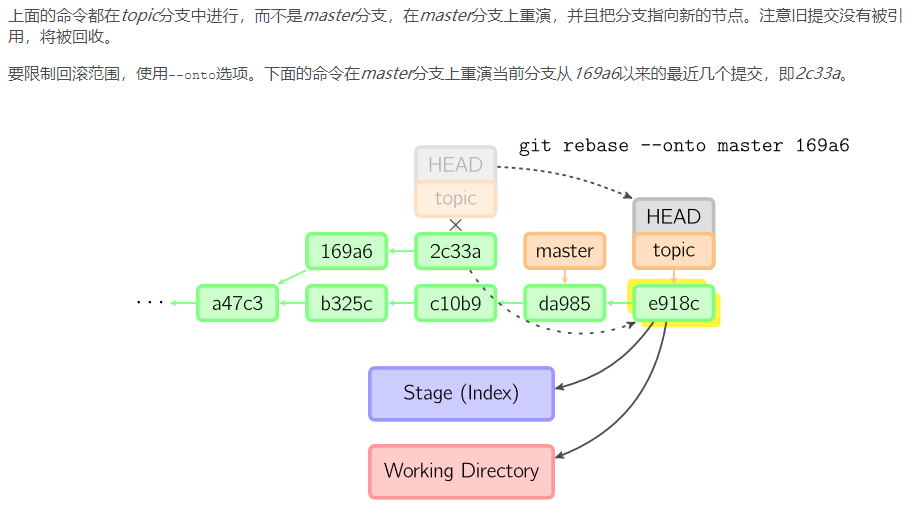 上面的命令都在topic分支中进行，而不是master分支，在master分支上重演，并且把分支指向新的节点。注意旧提交没有被引
用，将被回收。
要限制回滚范围，使用--onto选项。下面的命令在master分支上重演当前分支从169a6以来的最近几个提交，即2c33a。
git rebase --onto master 169a6
HEAD
topic
HEAD
169a6
2c33a
master
topic
...
a47c3
b325c
c10b9
da985
e918c
Stage (Index)
Working Directory